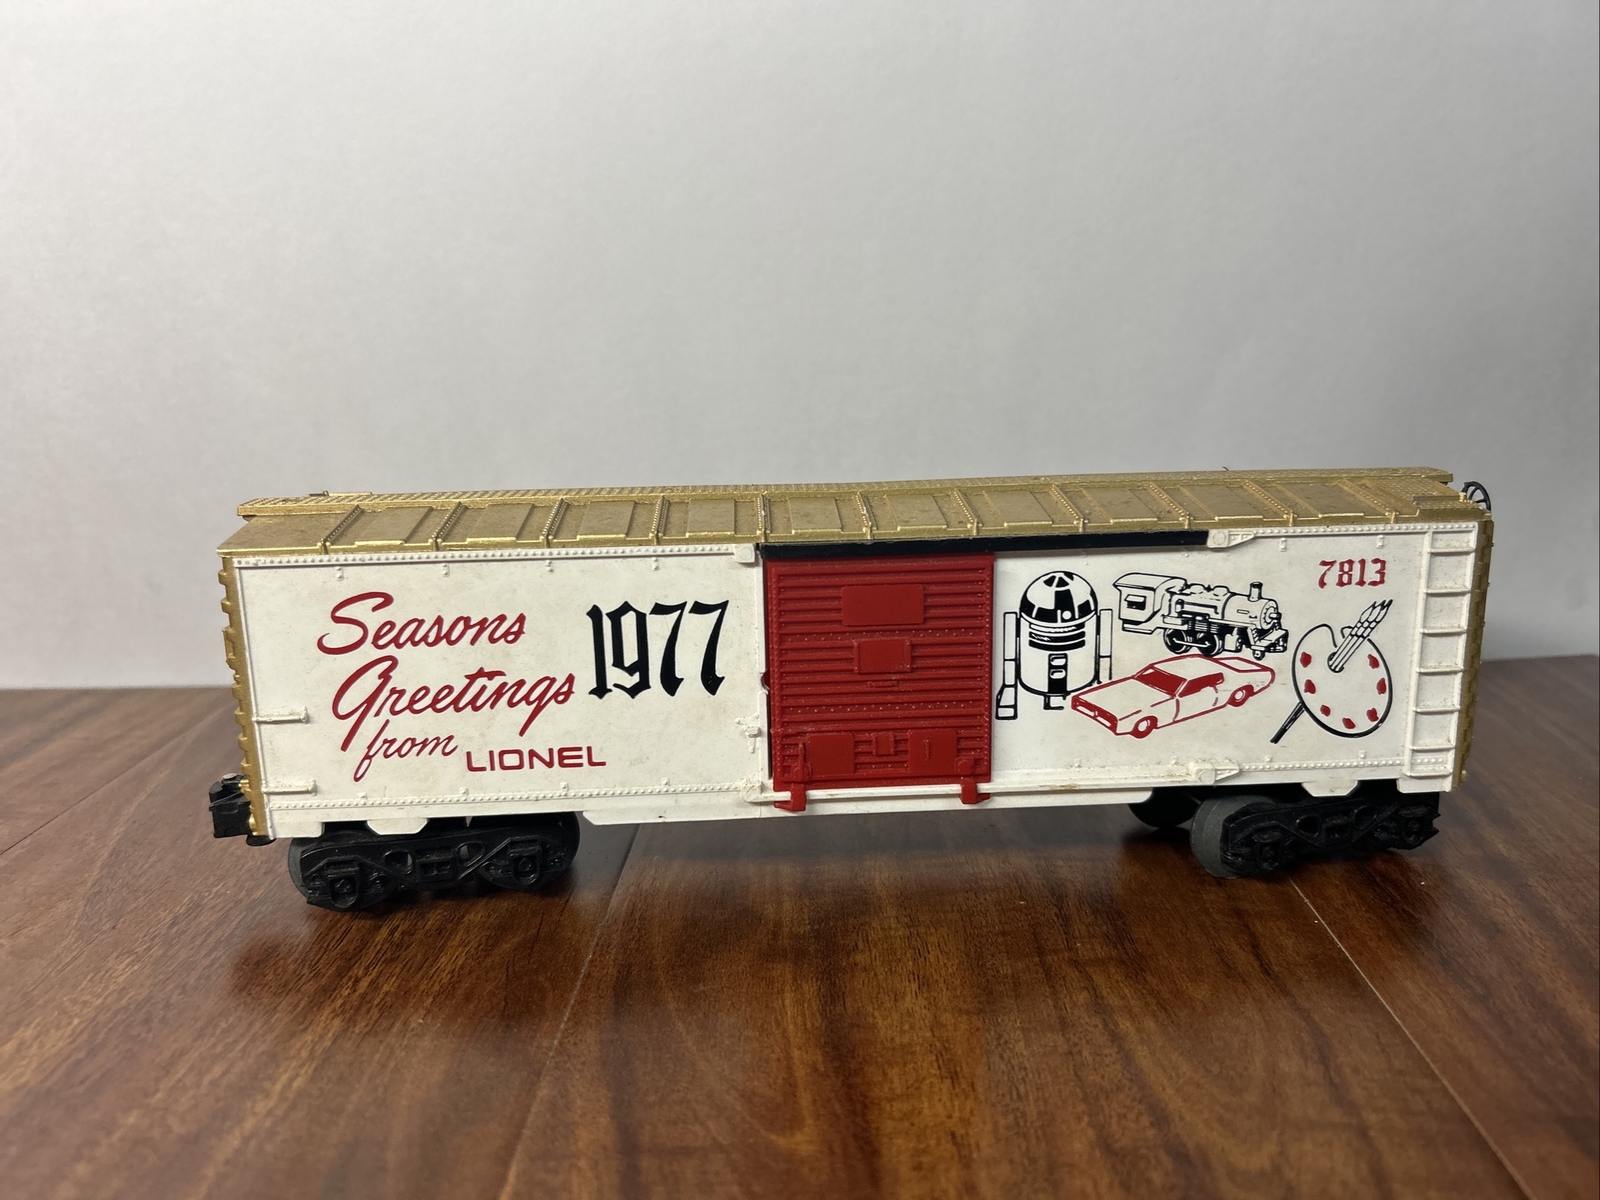 Seasons
Greetings
from LIONEL
1977
7813